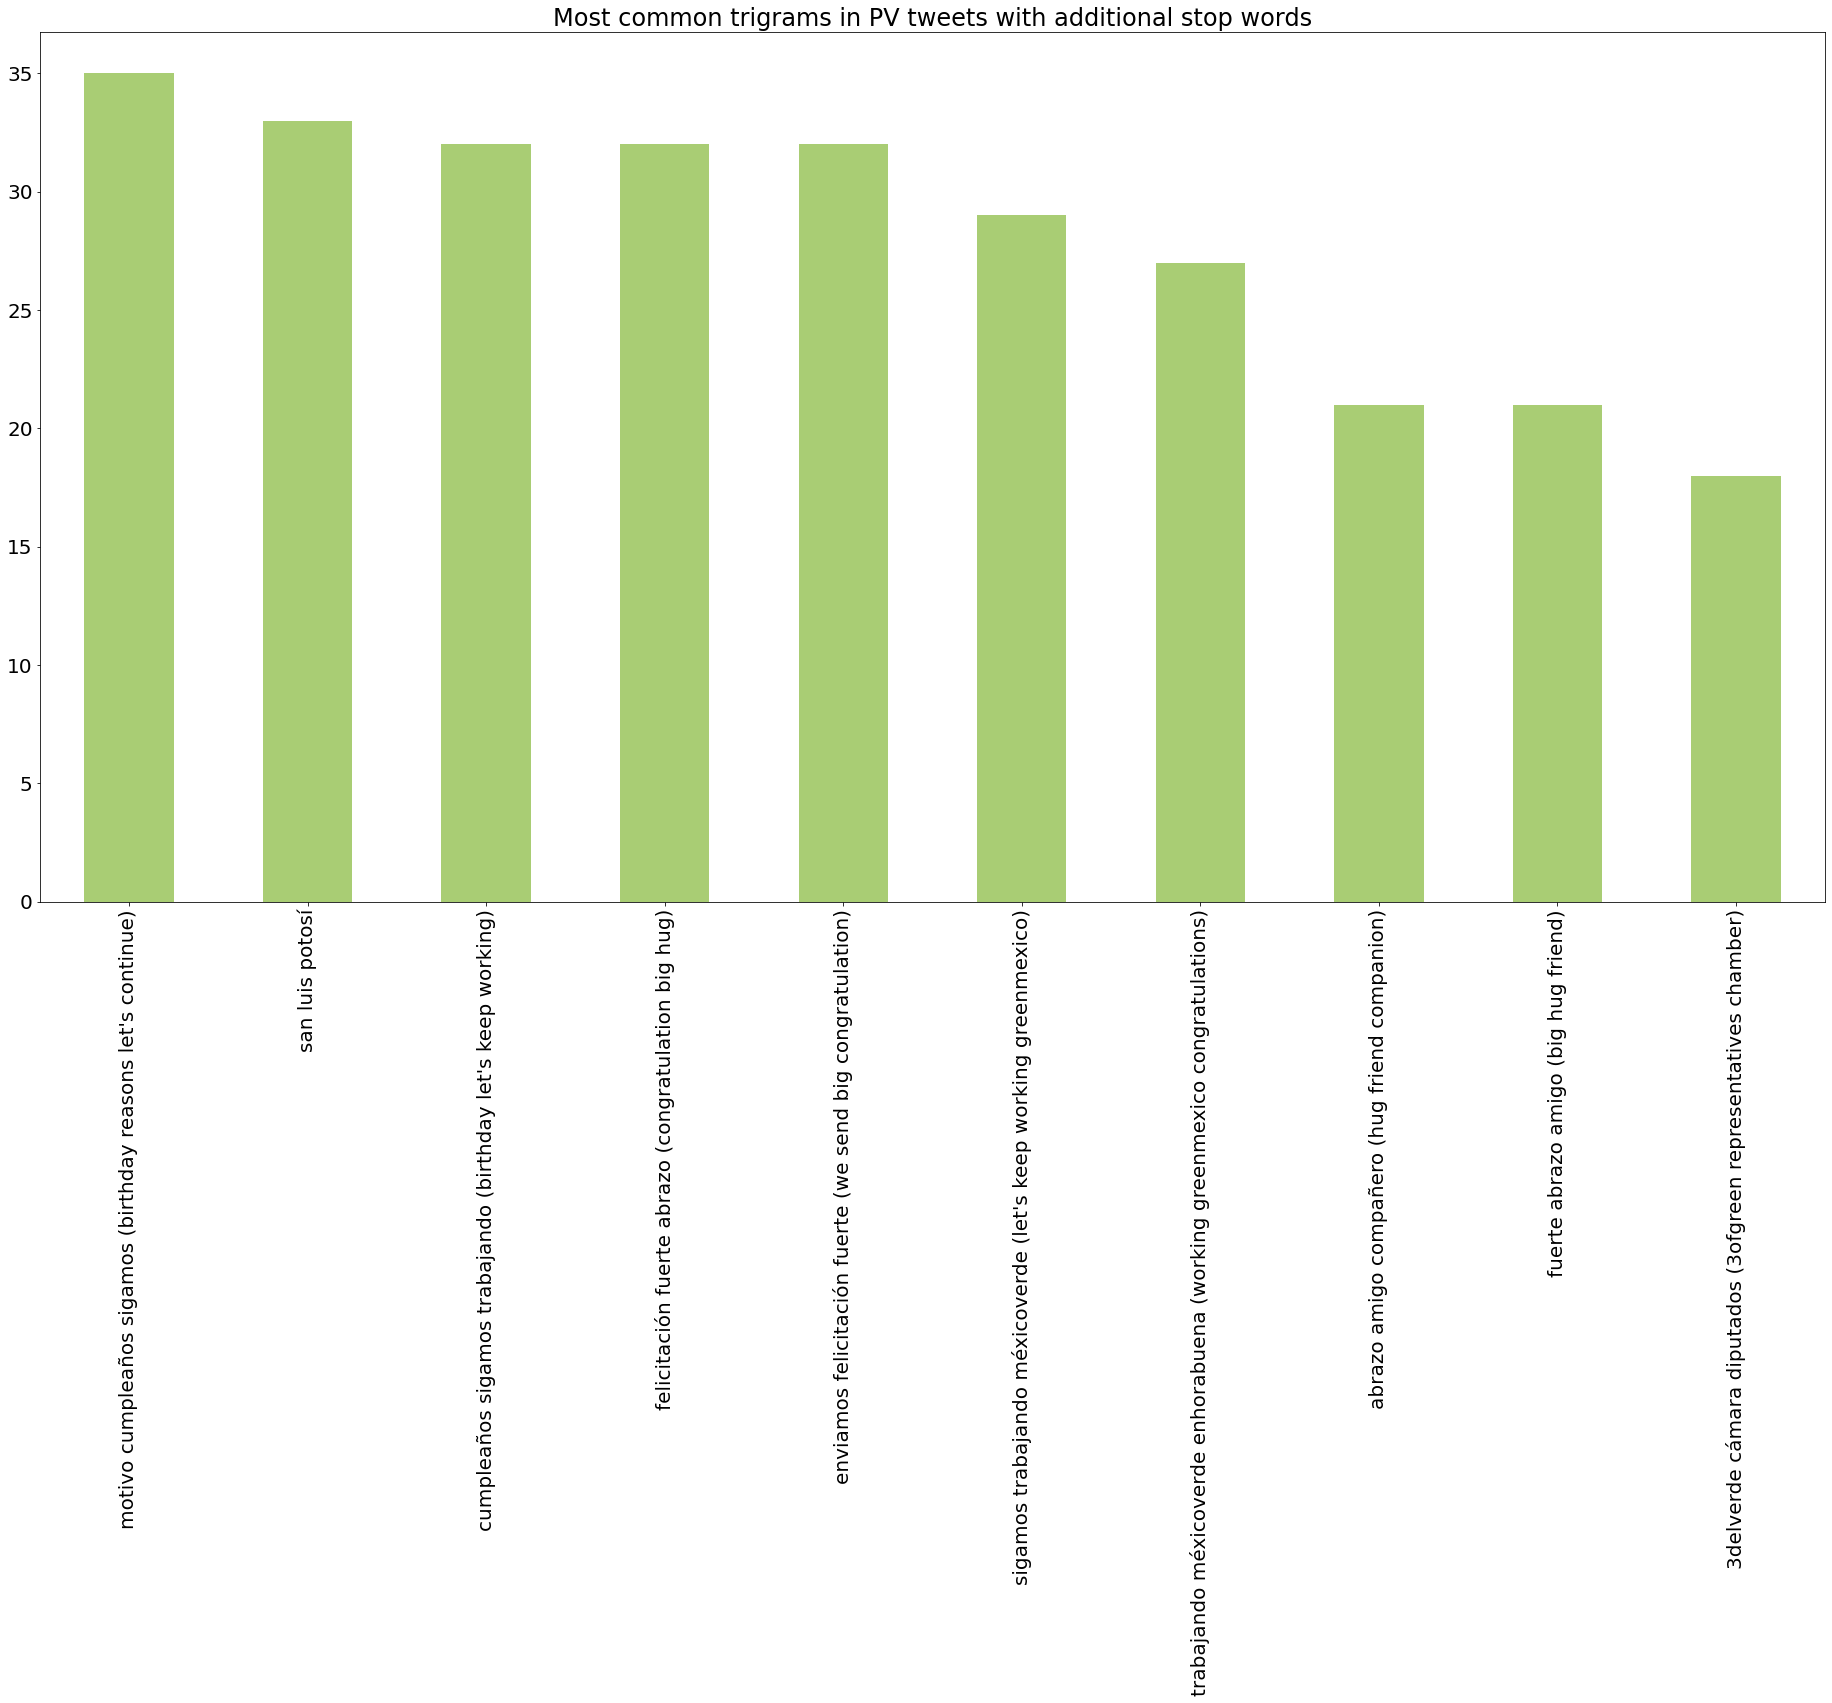 Most common trigrams in PV tweets with additional stop words
35
30
25
20
15
10
5
0
motivo cumpleaños sigamos (birthday reasons let's continue)
san luis potosí
cumpleaños sigamos trabajando (birthday let's keep working)
felicitación fuerte abrazo (congratulation big hug)
enviamos felicitación fuerte (we send big congratulation)
sigamos trabajando méxicoverde (let's keep working greenmexico)
trabajando méxicoverde enhorabuena (working greenmexico congratulations)
abrazo amigo compañero (hug friend companion)
fuerte abrazo amigo (big hug friend)
3delverde cámara diputados (3ofgreen representatives chamber)